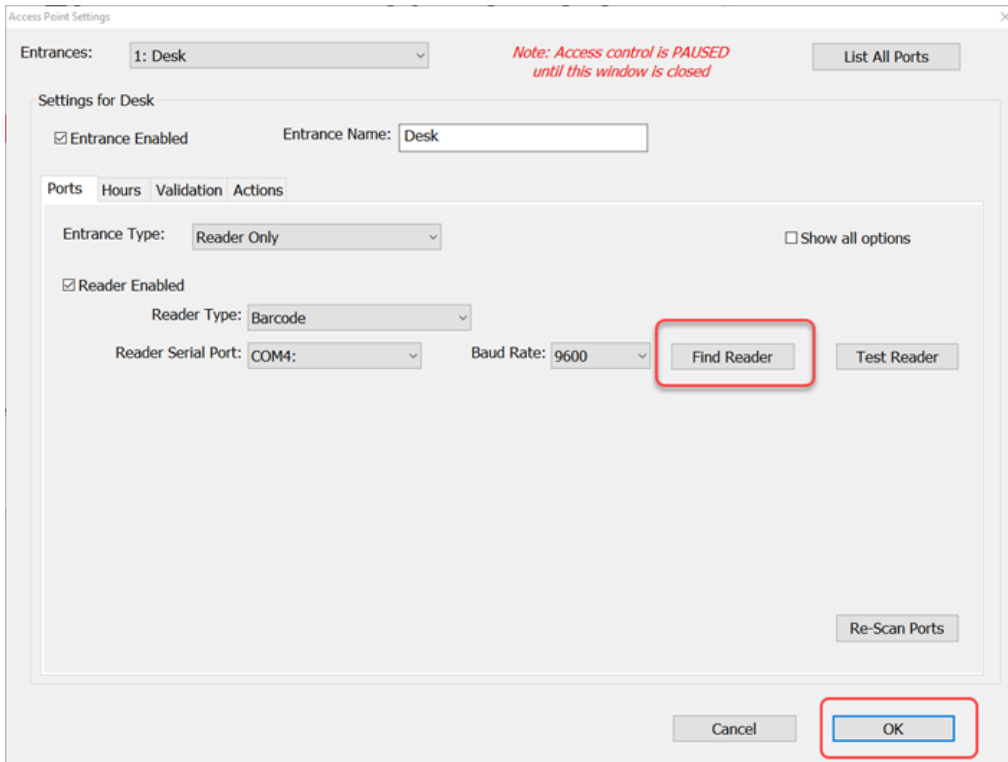 Access Point Settings
Entrances: 1: Desk
Note: Access control is PAUSED
until this window is closed
List All Ports
Settings for Desk
Entrance Enabled
Entrance Name: Desk
Ports Hours Validation Actions
Entrance Type: Reader Only
Show all options
Reader Enabled
Reader Type: Barcode
Reader Serial Port: COM4:
Baud Rate: 9600
Find Reader
Test Reader
Re-Scan Ports
Cancel
OK